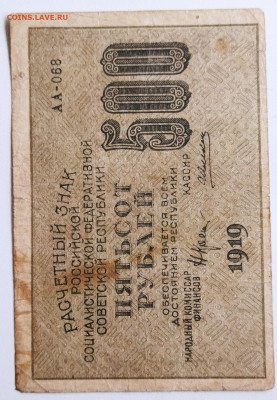 COINS.LAVE.RU
АА-068
РАСЧЕТНЫЙ ЗНАК
РОССИЙСКОЙ
СОЦИАЛИСТИЧЕСКОЙ ФЕДЕРАТИВНОЙ
СОВЕТСКОЙ РЕСПУБЛИКИ
500
ПЯТЬСОТ
РУБЛЕЙ
ОБЕСПЕЧИВАЕТСЯ ВСЕМ
ДОСТОЯНИЕМ РЕСПУБЛИКИ
НАРОДНЫЙ КОМИССАР
ФИНАНСОВ
КАССИР
1919